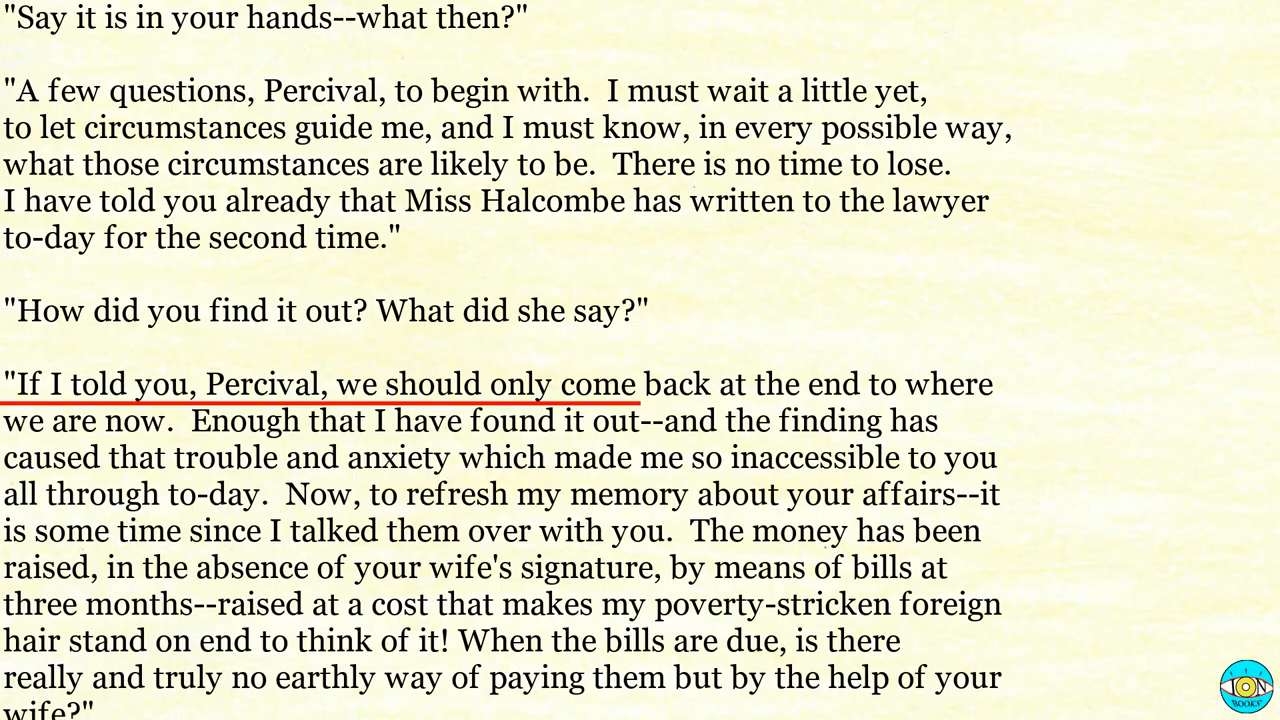 "Say it is in your hands--what then?"
"A few questions, Percival, to begin with.  I must wait a little yet,
to let circumstances guide me, and I must know, in every possible way,
what those circumstances are likely to be.  There is no time to lose.
I have told you already that Miss Halcombe has written to the lawyer
to-day for the second time."
"How did you find it out? What did she say?"
"If I told you, Percival, we should only come back at the end to where
we are now.  Enough that I have found it out--and the finding has
caused that trouble and anxiety which made me so inaccessible to you
all through to-day.  Now, to refresh my memory about your affairs--it
is some time since I talked them over with you.  The money has been
raised, in the absence of your wife's signature, by means of bills at
three months--raised at a cost that makes my poverty-stricken foreign
hair stand on end to think of it! When the bills are due, is there
really and truly no earthly way of paying them but by the help of your
wife?"
ION
BOOKS